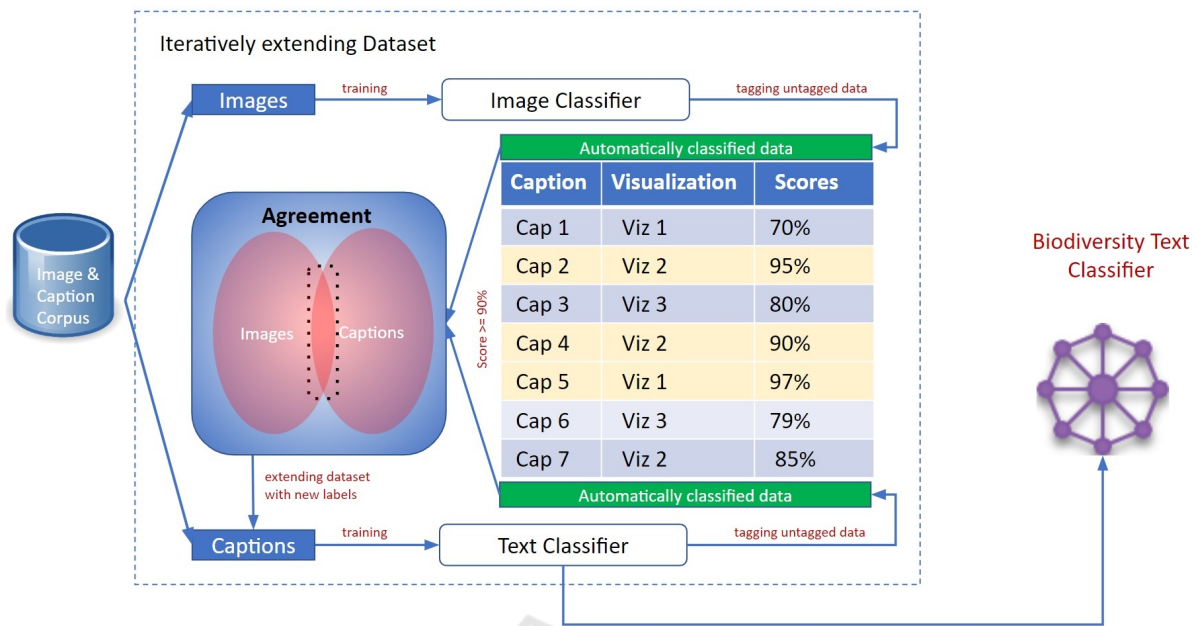 Iteratively extending Dataset
Images
training
Image Classifier
tagging untagged data
Automatically classified data
Caption Visualization Scores
Cap 1 Viz 1 70%
Cap 2 Viz 2 95%
Cap 3 Viz 3 80%
Cap 4 Viz 2 90%
Cap 5 Viz 1 97%
Cap 6 Viz 3 79%
Cap 7 Viz 2 85%
Automatically classified data
Agreement
Images
Captions
Score >= 90%
Image &
Caption
Corpus
extending dataset
with new labels
Captions
training
Text Classifier
tagging untagged data
Biodiversity Text
Classifier